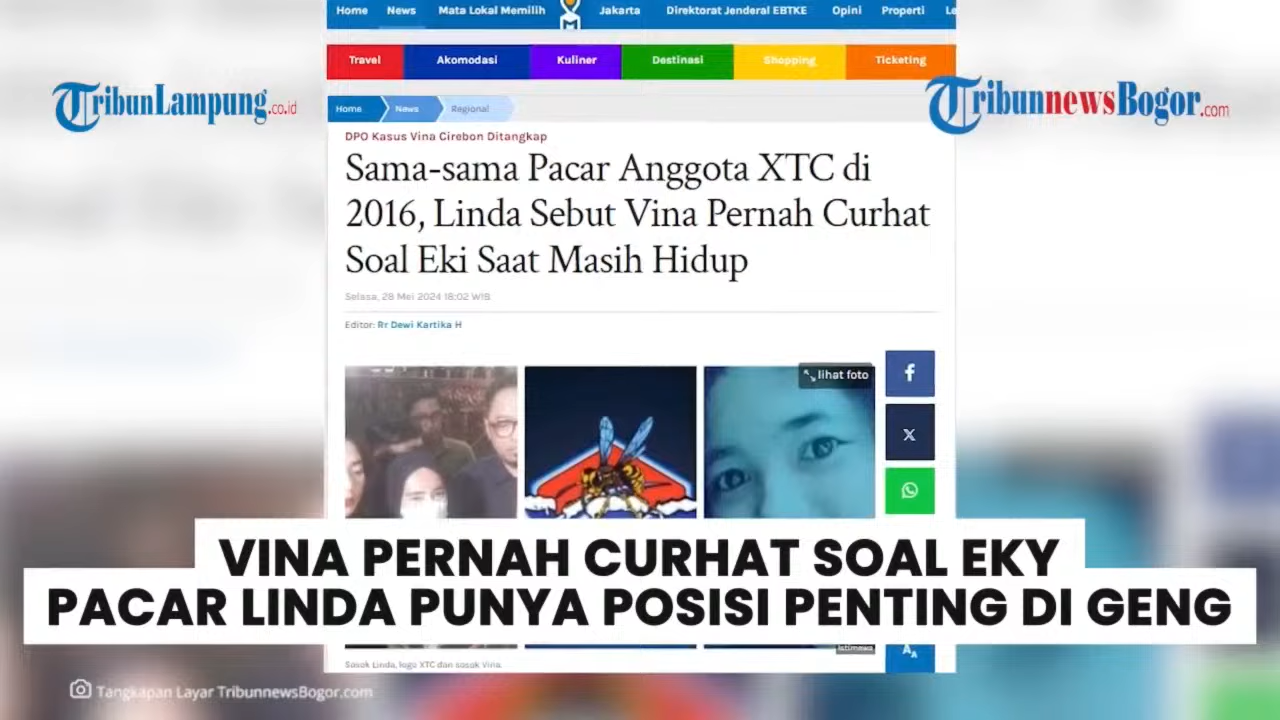 Home News Mata Lokal Memilih Jakarta Direktorat Jenderal EBTKE Opini Properti
Travel Akomodasi Kuliner Destinasi Shopping Ticketing
TribunLampung.co.id
TribunnewsBogor.com
Home News Regional
DPO Kasus Vina Cirebon Ditangkap
Sama-sama Pacar Anggota XTC di
2016, Linda Sebut Vina Pernah Curhat
Soal Eki Saat Masih Hidup
Selasa, 28 Mei 2024 18:02 WIB
Editor: Rr Dewi Kartika H
lihat foto
VINA PERNAH CURHAT SOAL EKY
PACAR LINDA PUNYA POSISI PENTING DI GENG
Istimewa
AA
Sosok Linda, logo XTC dan sosok Vina.
Tangkapan Layar TribunnewsBogor.com